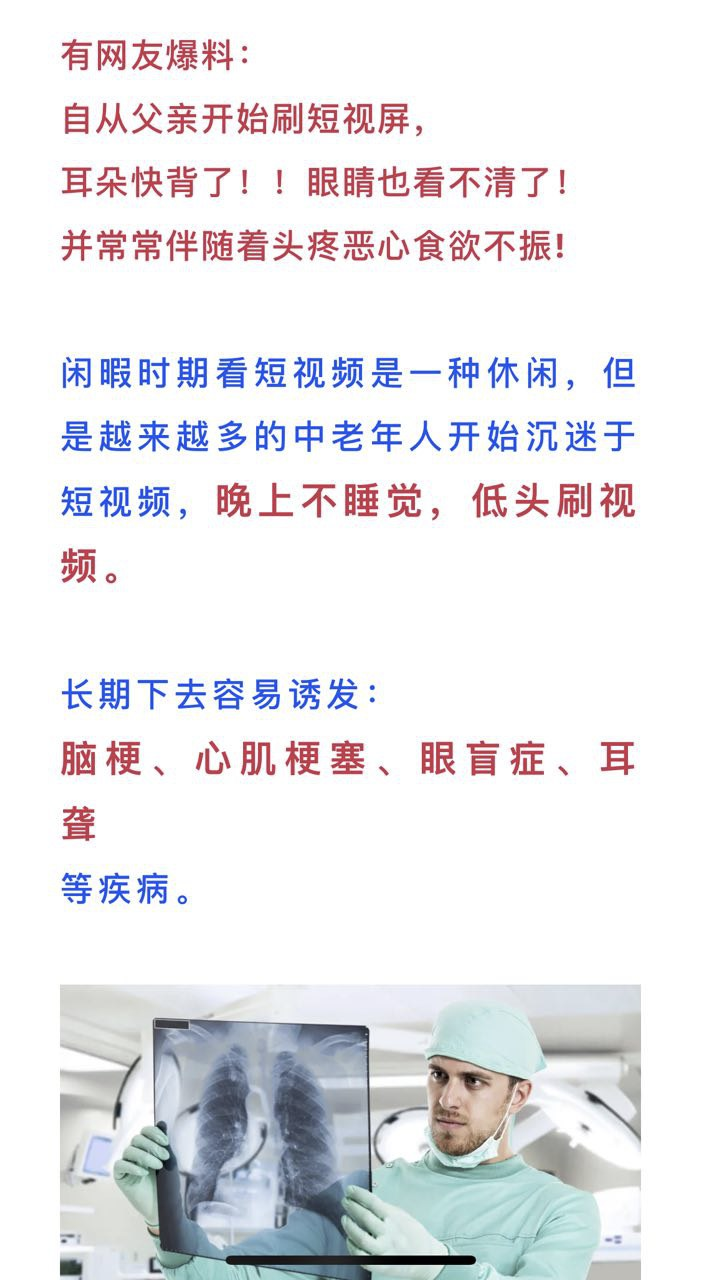 有网友爆料：
自从父亲开始刷短视屏，
耳朵快背了！！眼睛也看不清了！
并常常伴随着头疼恶心食欲不振!
闲暇时期看短视频是一种休闲，但
是越来越多的中老年人开始沉迷于
短视频，晚上不睡觉，低头刷视
频。
长期下去容易诱发：
脑梗、心肌梗塞、眼盲症、耳
聋
等疾病。